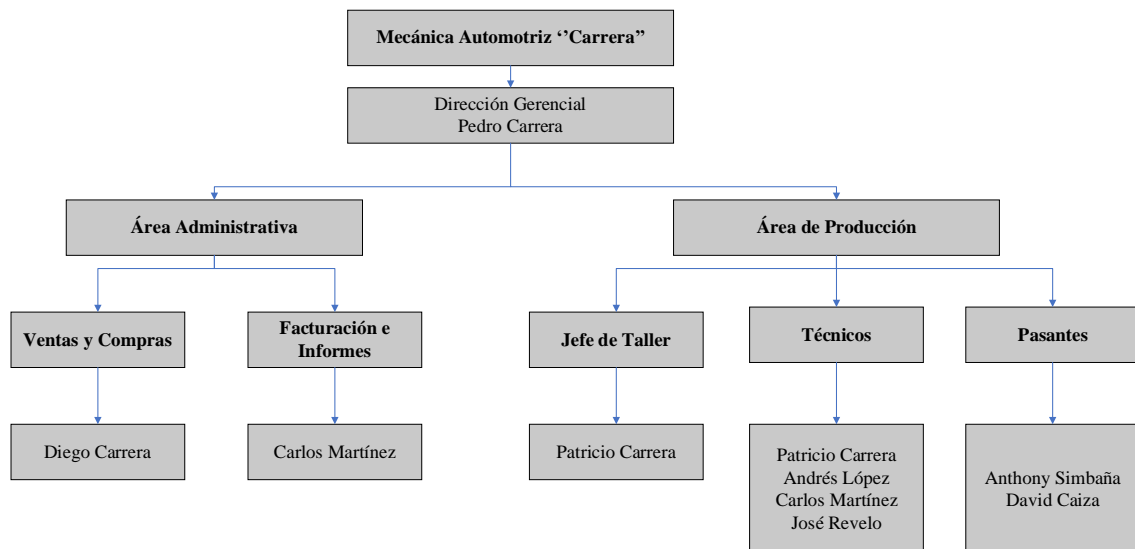 Mecánica Automotriz ‘’Carrera”
Dirección Gerencial
Pedro Carrera
Área Administrativa
Área de Producción
Ventas y Compras
Facturación e
Informes
Jefe de Taller
Técnicos
Pasantes
Diego Carrera
Carlos Martínez
Patricio Carrera
Patricio Carrera
Andrés López
Carlos Martínez
José Revelo
Anthony Simbaña
David Caiza